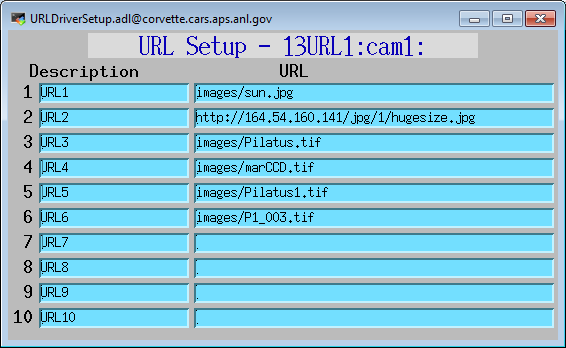 URLDriverSetup.adl@corvette.cars.aps.anl.gov
URL Setup - 13URL1:cam1:
Description URL
1 URL1 images/sun.jpg
2 URL2 http://164.54.160.141/jpg/1/hugesize.jpg
3 URL3 images/Pilatus.tif
4 URL4 images/marCCD.tif
5 URL5 images/Pilatus1.tif
6 URL6 images/P1_003.tif
7 URL7
8 URL8
9 URL9
10 URL10